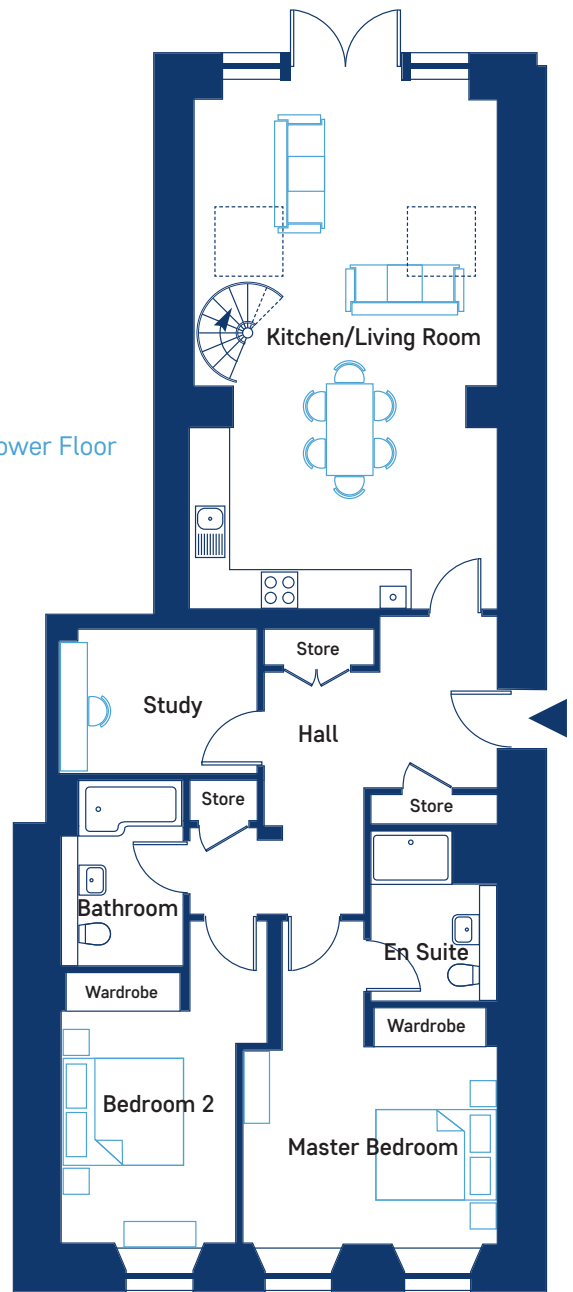 Kitchen/Living Room
ower Floor
Store
Study
Hall
Store
Store
Bathroom
En Suite
Wardrobe
Wardrobe
Bedroom 2
Master Bedroom